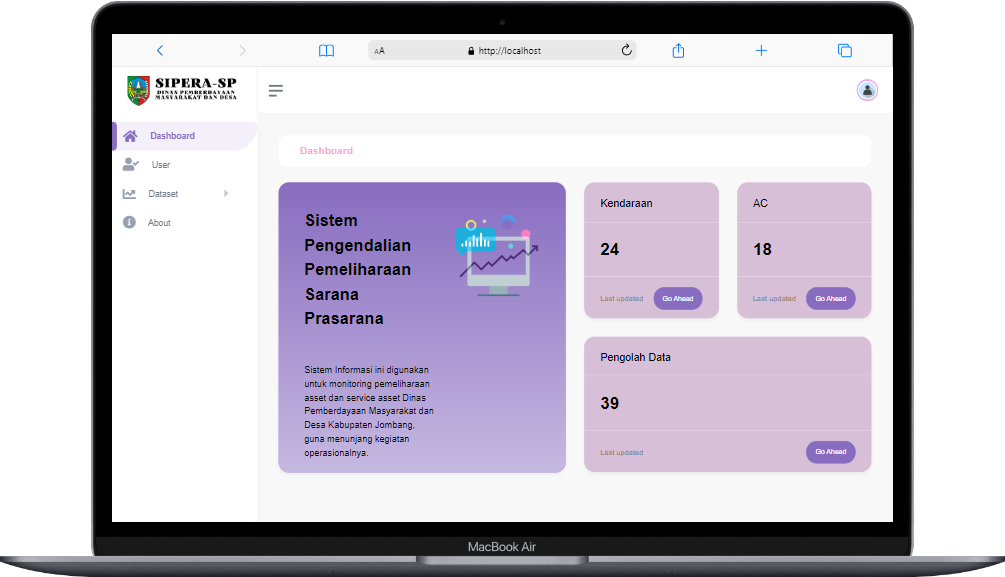 AA
http://localhost
SIPERA-SP
DINAS PEMBERDAYAAN
MASYARAKAT DAN DESA
Dashboard
User
Dataset
About
Dashboard
Sistem
Pengendalian
Pemeliharaan
Sarana
Prasarana
Sistem Informasi ini digunakan
untuk monitoring pemeliharaan
asset dan service asset Dinas
Pemberdayaan Masyarakat dan
Desa Kabupaten Jombang,
guna menunjang kegiatan
operasionalnya.
Kendaraan
24
Last updated
Go Ahead
AC
18
Last updated
Go Ahead
Pengolah Data
39
Last updated
Go Ahead
MacBook Air